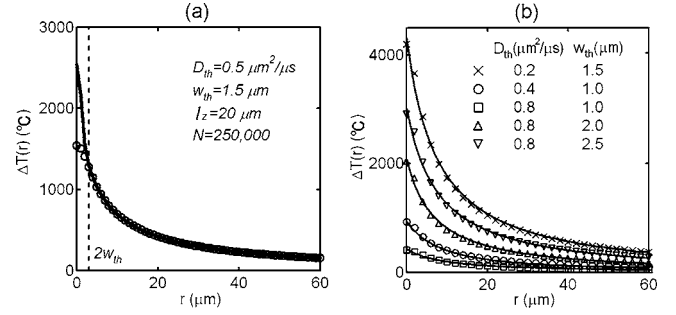 (a)
ΔT(r) (℃)
3000
2000
1000
0
D_th=0.5 μm²/μs
w_th=1.5 μm
l_z=20 μm
N=250,000
2w_th
0 20 40 60
r (μm)
(b)
ΔT(r) (℃)
4000
2000
0
D_th(μm²/μs) w_th(μm)
× 0.2 1.5
○ 0.4 1.0
□ 0.8 1.0
△ 0.8 2.0
▽ 0.8 2.5
0 20 40 60
r (μm)